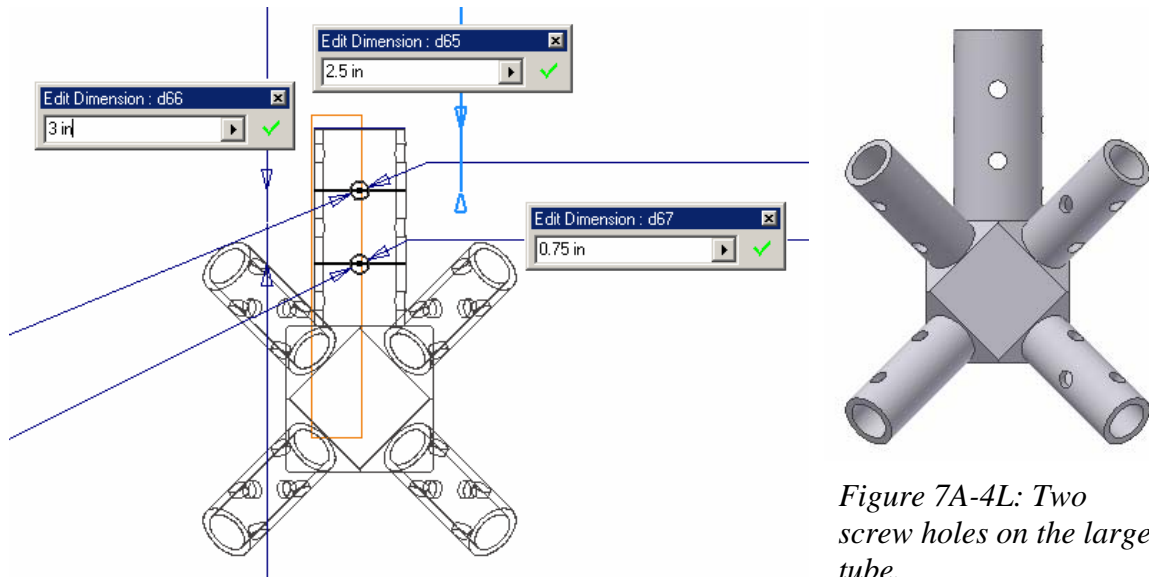 Edit Dimension : d65
2.5 in
Edit Dimension : d66
3 in
Edit Dimension : d67
0.75 in
Figure 7A-4L: Two
screw holes on the large
tube.